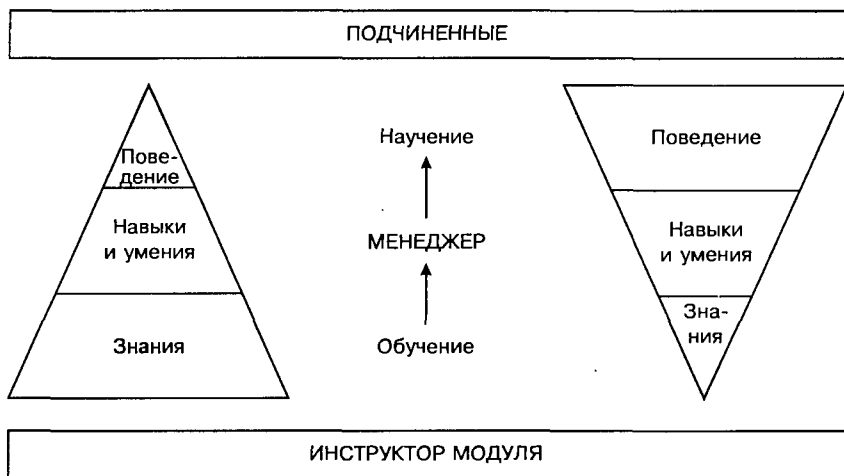 ПОДЧИНЕННЫЕ
Пове-
дение
Навыки
и умения
Знания
Научение
МЕНЕДЖЕР
Обучение
Поведение
Навыки
и умения
Зна-
ния
ИНСТРУКТОР МОДУЛЯ